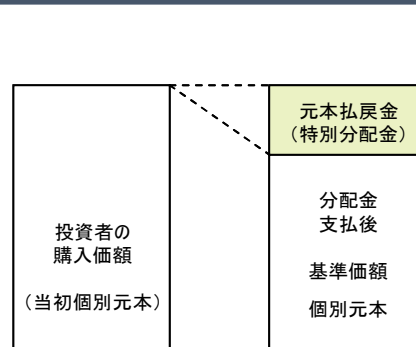 投資者の
購入価額
（当初個別元本）
元本払戻金
（特別分配金）
分配金
支払後
基準価額
個別元本